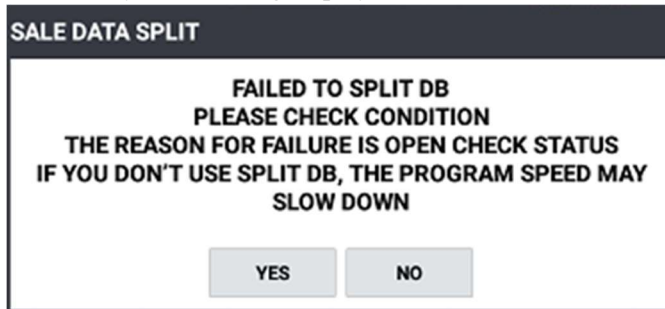 SALE DATA SPLIT
FAILED TO SPLIT DB
PLEASE CHECK CONDITION
THE REASON FOR FAILURE IS OPEN CHECK STATUS
IF YOU DON'T USE SPLIT DB, THE PROGRAM SPEED MAY
SLOW DOWN
YES NO